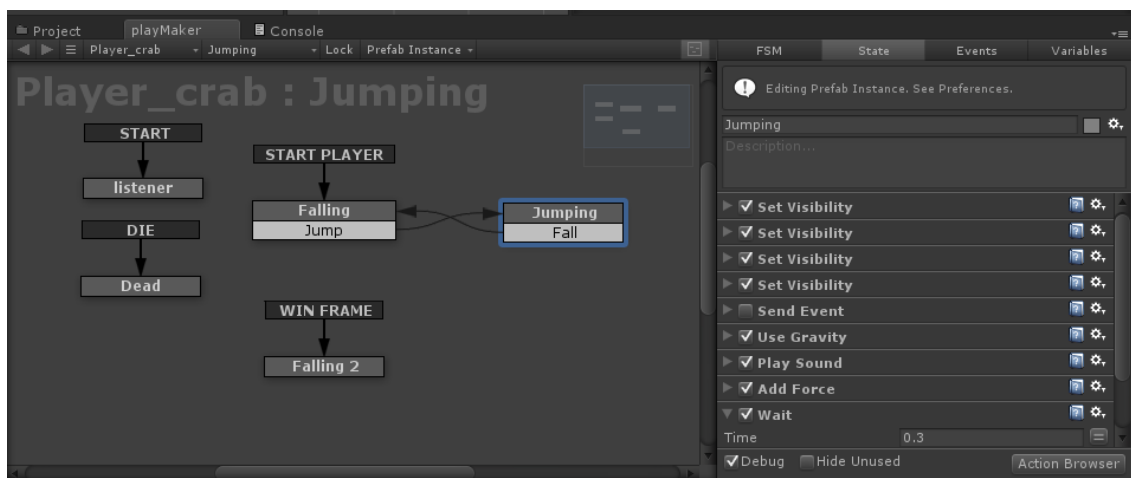 Project playMaker Console
Player_crab Jumping Lock Prefab Instance
FSM State Events Variables
Player_crab : Jumping
START
listener
DIE
Dead
START PLAYER
Falling
Jump
Jumping
Fall
WIN FRAME
Falling 2
Editing Prefab Instance. See Preferences.
Jumping
Description...
Set Visibility
Set Visibility
Set Visibility
Set Visibility
Send Event
Use Gravity
Play Sound
Add Force
Wait
Time 0.3
Debug Hide Unused Action Browser